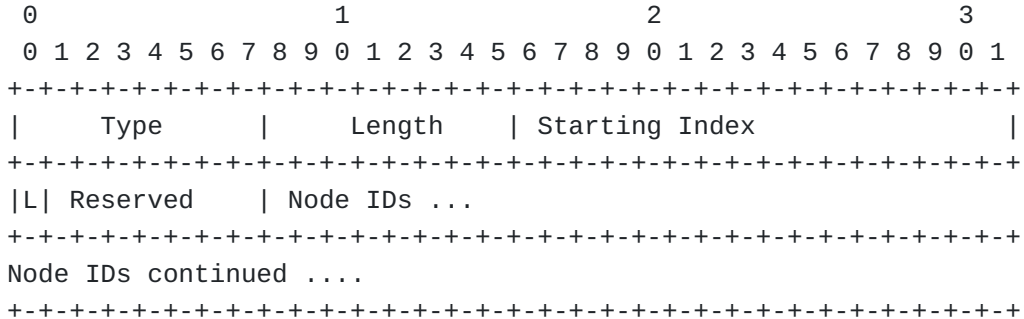 0                   1                   2                   3
 0 1 2 3 4 5 6 7 8 9 0 1 2 3 4 5 6 7 8 9 0 1 2 3 4 5 6 7 8 9 0 1
+-+-+-+-+-+-+-+-+-+-+-+-+-+-+-+-+-+-+-+-+-+-+-+-+-+-+-+-+-+-+-+-+
|     Type      |     Length    | Starting Index                |
+-+-+-+-+-+-+-+-+-+-+-+-+-+-+-+-+-+-+-+-+-+-+-+-+-+-+-+-+-+-+-+-+
|L| Reserved    | Node IDs ...
+-+-+-+-+-+-+-+-+-+-+-+-+-+-+-+-+-+-+-+-+-+-+-+-+-+-+-+-+-+-+-+-+
Node IDs continued ....
+-+-+-+-+-+-+-+-+-+-+-+-+-+-+-+-+-+-+-+-+-+-+-+-+-+-+-+-+-+-+-+-+